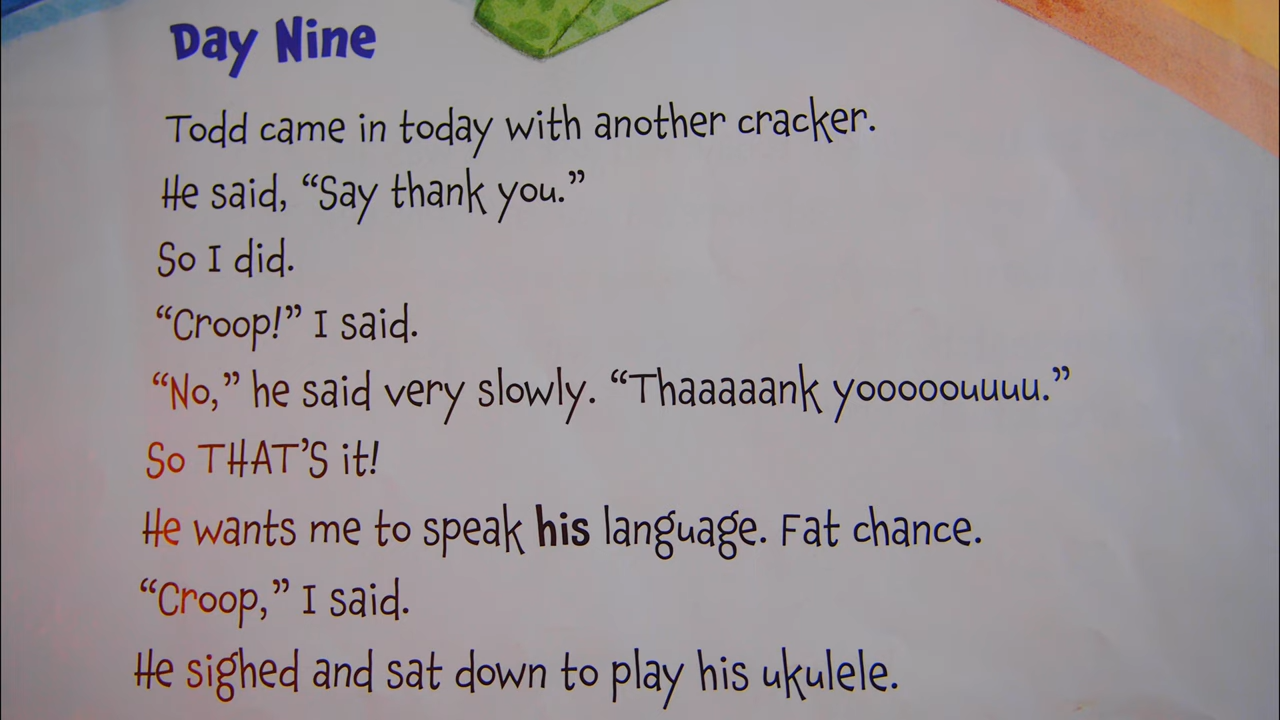 Day Nine
Todd came in today with another cracker.
He said, “Say thank you.”
So I did.
“Croop!” I said.
“No,” he said very slowly. “Thaaaaank yooooouuuu.”
So THAT’S it!
He wants me to speak his language. Fat chance.
“Croop,” I said.
He sighed and sat down to play his ukulele.